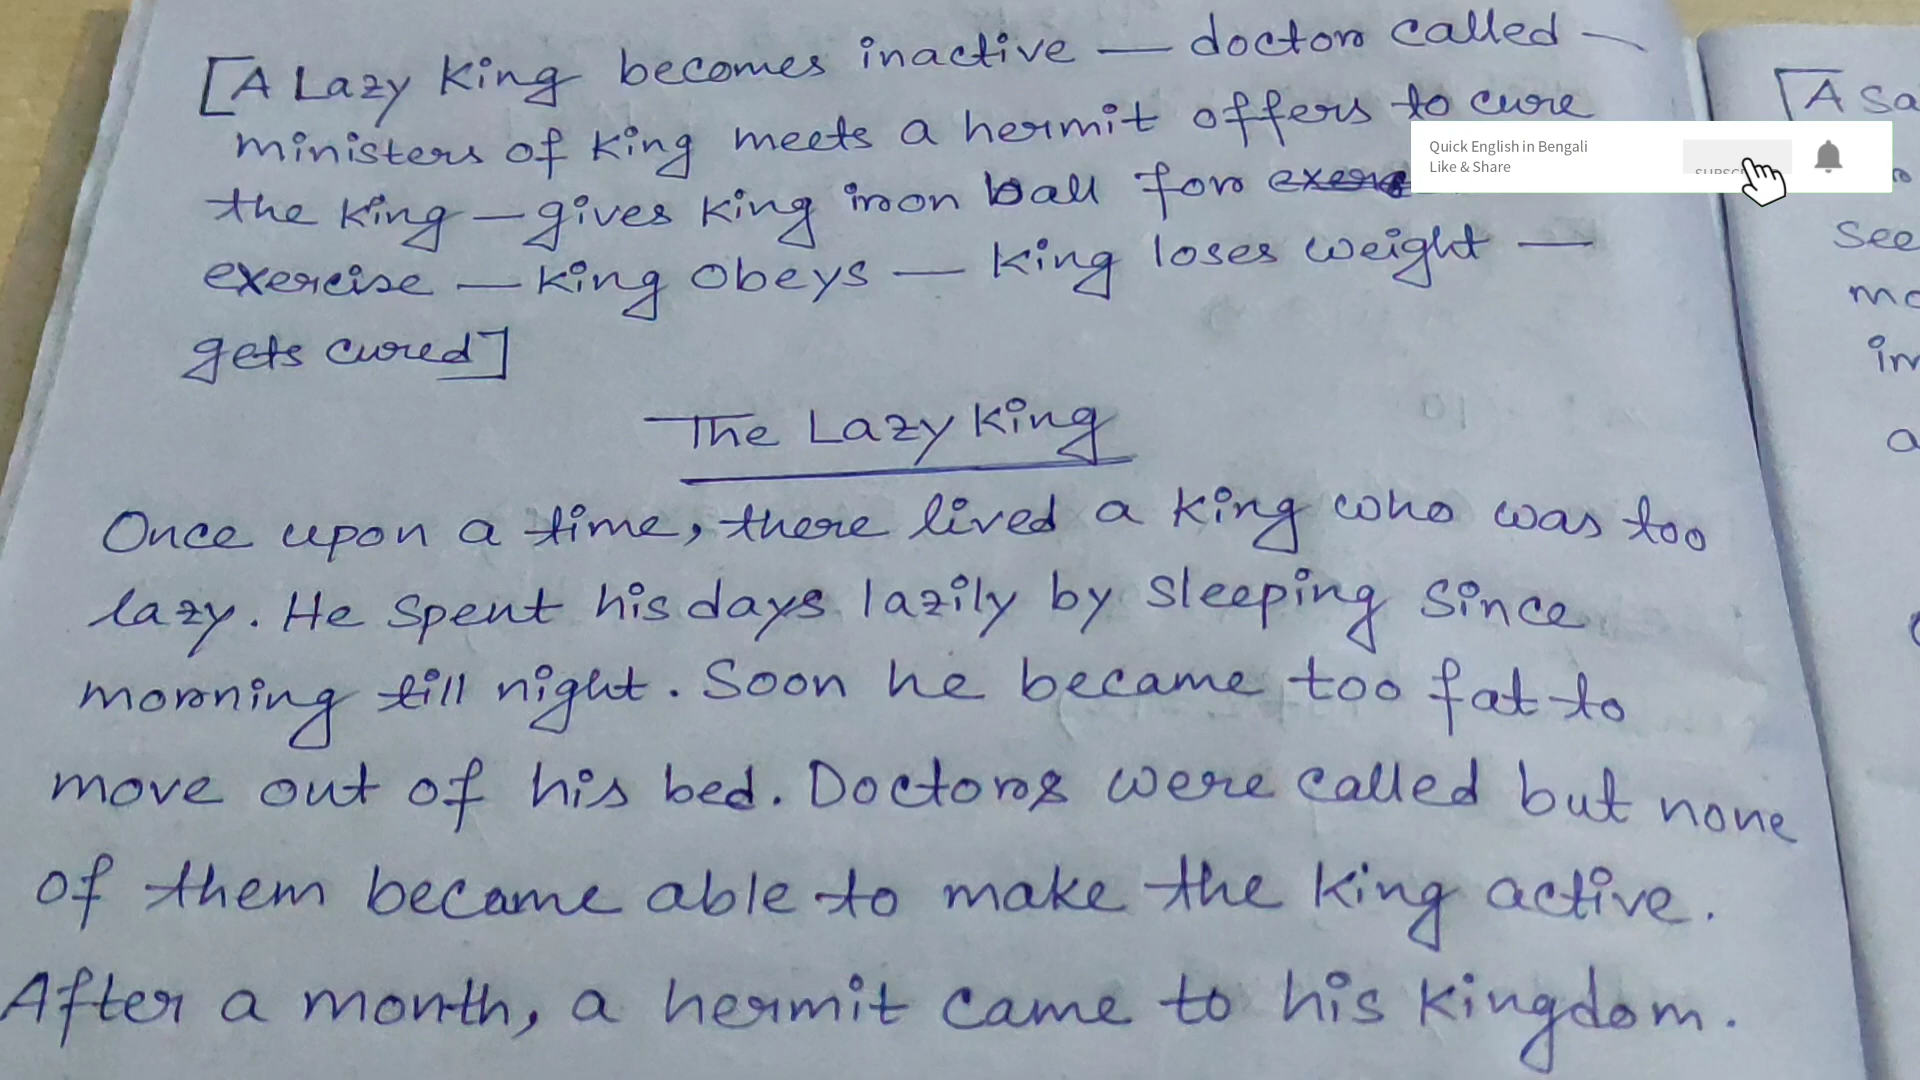 [A Lazy King becomes inactive — doctor called —
ministers of king meets a hermit offers to cure
the king — gives king iron ball for
exercise — king obeys — king loses weight —
gets cured]
The Lazy King
Once upon a time, there lived a king who was too
lazy. He spent his days lazily by sleeping since
morning till night. Soon he became too fat to
move out of his bed. Doctors were called but none
of them became able to make the king active.
After a month, a hermit came to his kingdom.
Quick English in Bengali
Like & Share
[A Sa
see
mo
im
a